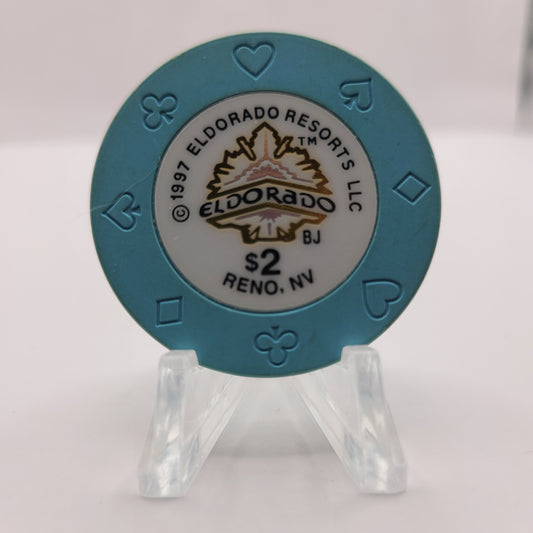 © 1997 ELDORADO RESORTS LLC
ELDORADO TM
BJ
$2
RENO, NV